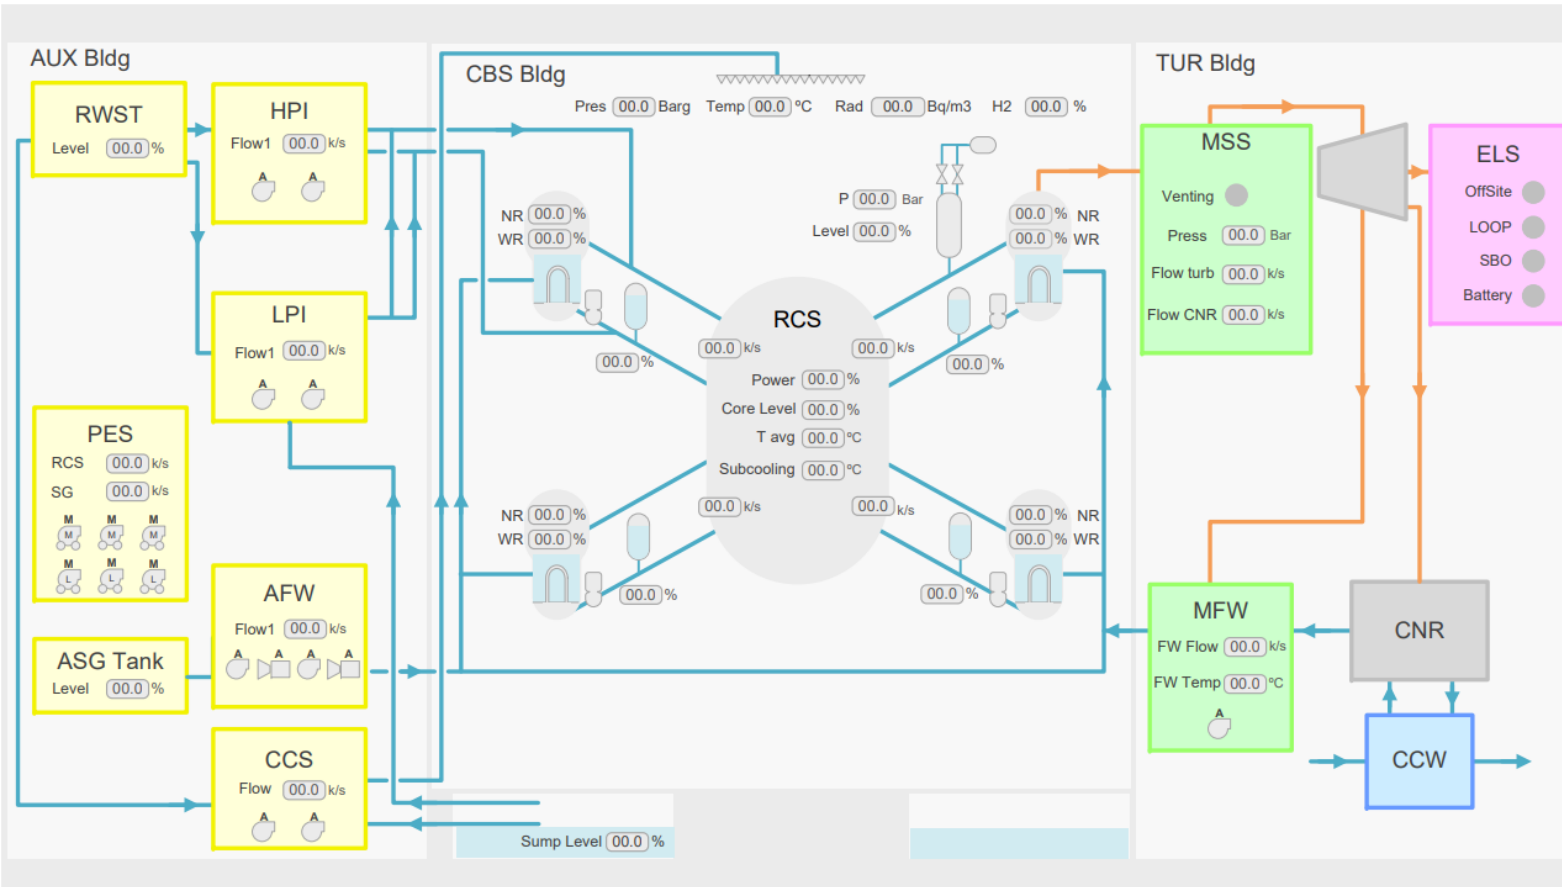 AUX Bldg
RWST
Level 00.0 %
HPI
Flow1 00.0 k/s
A A
LPI
Flow1 00.0 k/s
A A
PES
RCS 00.0 k/s
SG 00.0 k/s
M M M
M M M
M M M
L L L
AFW
Flow1 00.0 k/s
A A A A
ASG Tank
Level 00.0 %
CCS
Flow 00.0 k/s
A A
CBS Bldg
Pres 00.0 Barg Temp 00.0 ºC Rad 00.0 Bq/m3 H2 00.0 %
P 00.0 Bar
Level 00.0 %
NR 00.0 %
WR 00.0 %
00.0 % NR
00.0 % WR
00.0 %
00.0 %
RCS
00.0 k/s 00.0 k/s
Power 00.0 %
Core Level 00.0 %
T avg 00.0 ºC
Subcooling 00.0 ºC
00.0 k/s 00.0 k/s
NR 00.0 %
WR 00.0 %
00.0 % NR
00.0 % WR
00.0 %
00.0 %
Sump Level 00.0 %
TUR Bldg
MSS
Venting
Press 00.0 Bar
Flow turb 00.0 k/s
Flow CNR 00.0 k/s
ELS
OffSite
LOOP
SBO
Battery
MFW
FW Flow 00.0 k/s
FW Temp 00.0 ºC
A
CNR
CCW